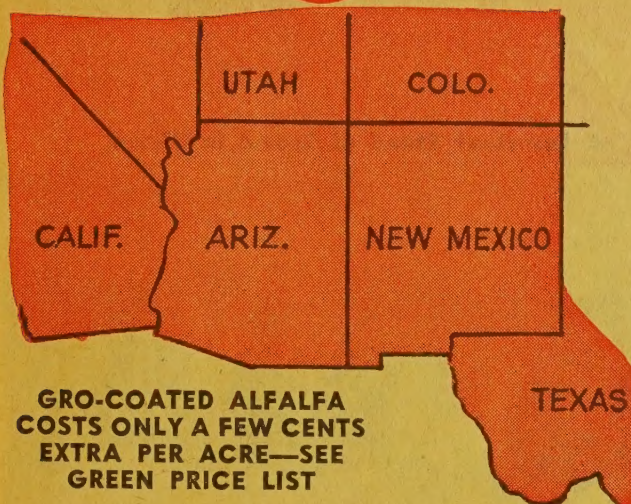 UTAH COLO.
CALIF. ARIZ. NEW MEXICO
TEXAS
GRO-COATED ALFALFA
COSTS ONLY A FEW CENTS
EXTRA PER ACRE—SEE
GREEN PRICE LIST